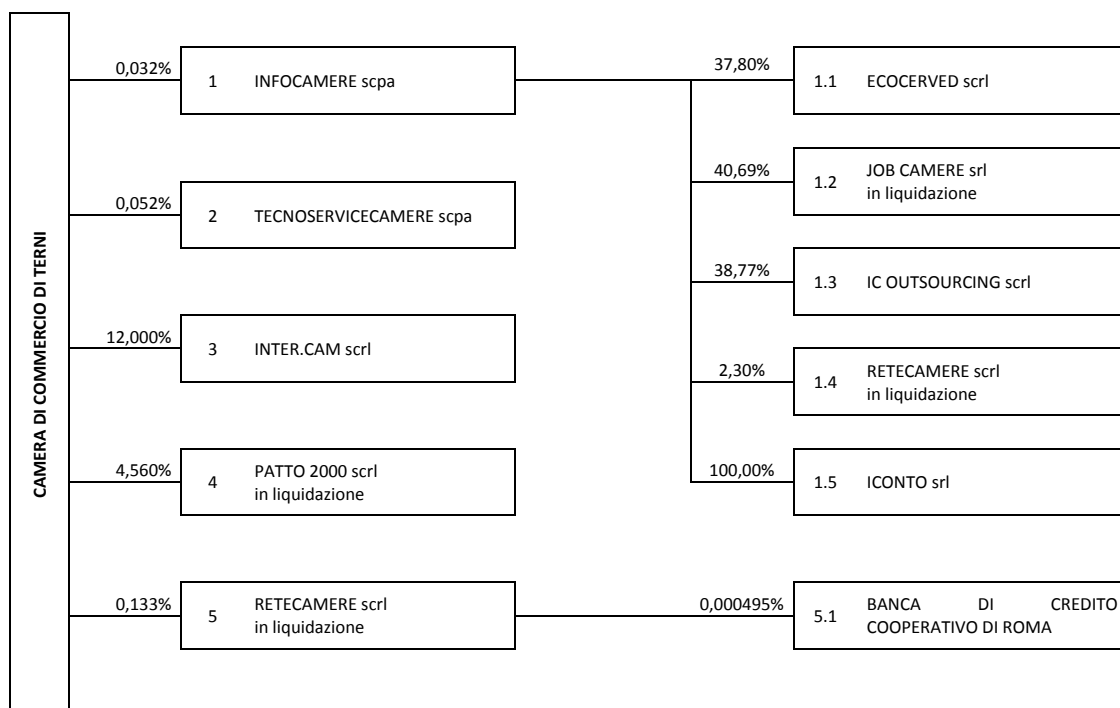 CAMERA DI COMMERCIO DI TERNI
0,032%
1 INFOCAMERE scpa
37,80%
1.1 ECOCERVED scrl
40,69%
1.2 JOB CAMERE srl
in liquidazione
0,052%
2 TECNOSERVICECAMERE scpa
38,77%
1.3 IC OUTSOURCING scrl
12,000%
3 INTER.CAM scrl
2,30%
1.4 RETECAMERE scrl
in liquidazione
4,560%
4 PATTO 2000 scrl
in liquidazione
100,00%
1.5 ICONTO srl
0,133%
5 RETECAMERE scrl
in liquidazione
0,000495%
5.1 BANCA DI CREDITO
COOPERATIVO DI ROMA